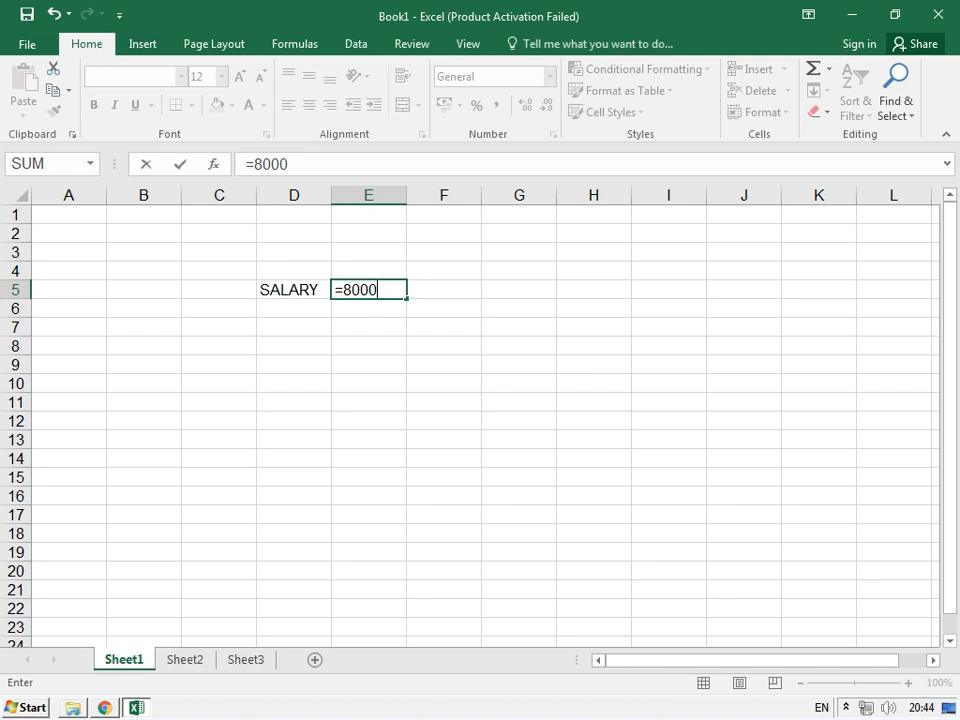 Book1 - Excel (Product Activation Failed)
File Home Insert Page Layout Formulas Data Review View Tell me what you want to do... Sign in Share
Paste 12 A A General Conditional Formatting Insert Σ A Z
B I U A % , .0 .00 Format as Table Delete Sort & Find &
Cell Styles Format Filter Select
Clipboard Font Alignment Number Styles Cells Editing
SUM fx =8000
A B C D E F G H I J K L
1
2
3
4
5 SALARY =8000
6
7
8
9
10
11
12
13
14
15
16
17
18
19
20
21
22
23
24
Sheet1 Sheet2 Sheet3
Enter 100%
Start EN 20:44